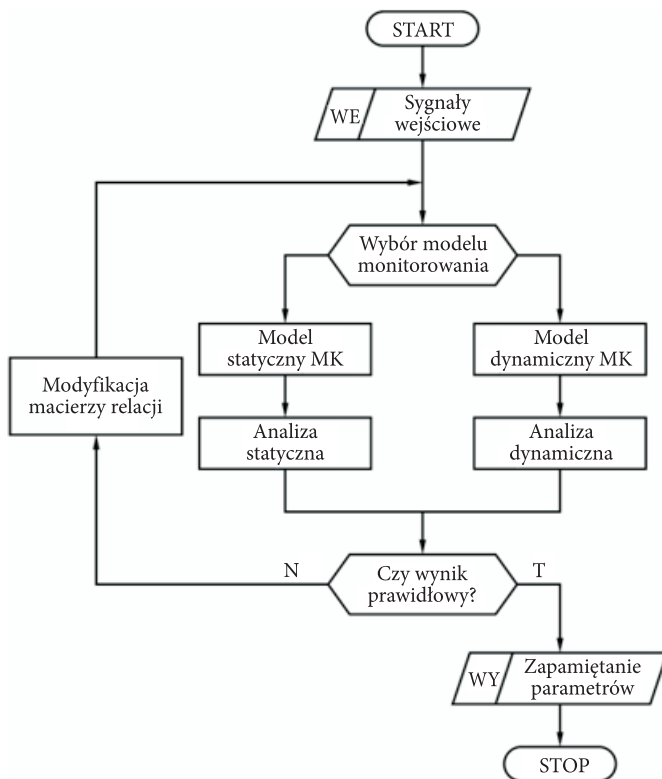 START
WE
Sygnały
wejściowe
Wybór modelu
monitorowania
Model
statyczny MK
Model
dynamiczny MK
Modyfikacja
macierzy relacji
Analiza
statyczna
Analiza
dynamiczna
N
Czy wynik
prawidłowy?
T
WY
Zapamiętanie
parametrów
STOP